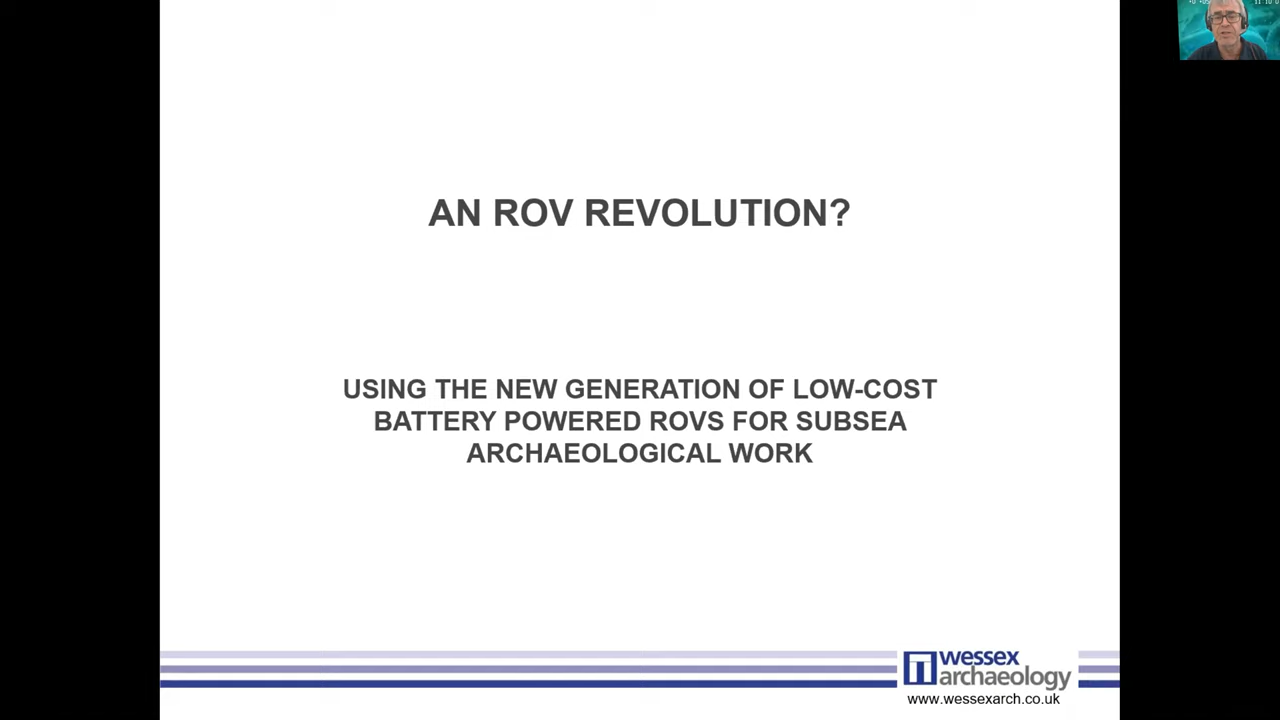 AN ROV REVOLUTION?
USING THE NEW GENERATION OF LOW-COST
BATTERY POWERED ROVS FOR SUBSEA
ARCHAEOLOGICAL WORK
wessex
archaeology
www.wessexarch.co.uk